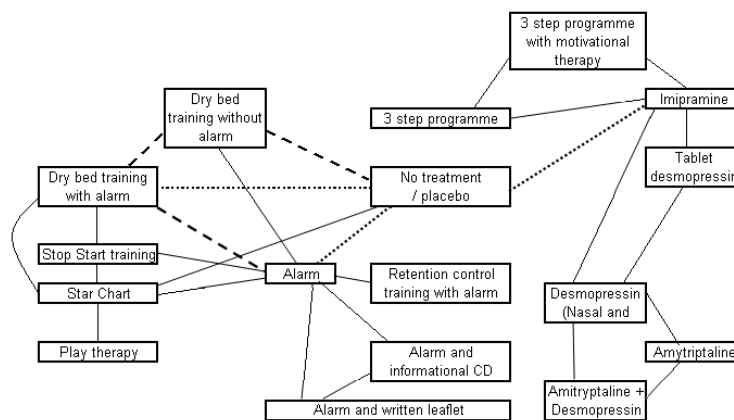 3 step programme
with motivational
therapy
Dry bed
training without
alarm
Imipramine
3 step programme
Tablet
desmopressin
Dry bed training
with alarm
No treatment
/ placebo
Stop Start training
Alarm
Retention control
training with alarm
Star Chart
Desmopressin
(Nasal and
Play therapy
Alarm and
informational CD
Amytriptaline
Alarm and written leaflet
Amitryptaline +
Desmopressin